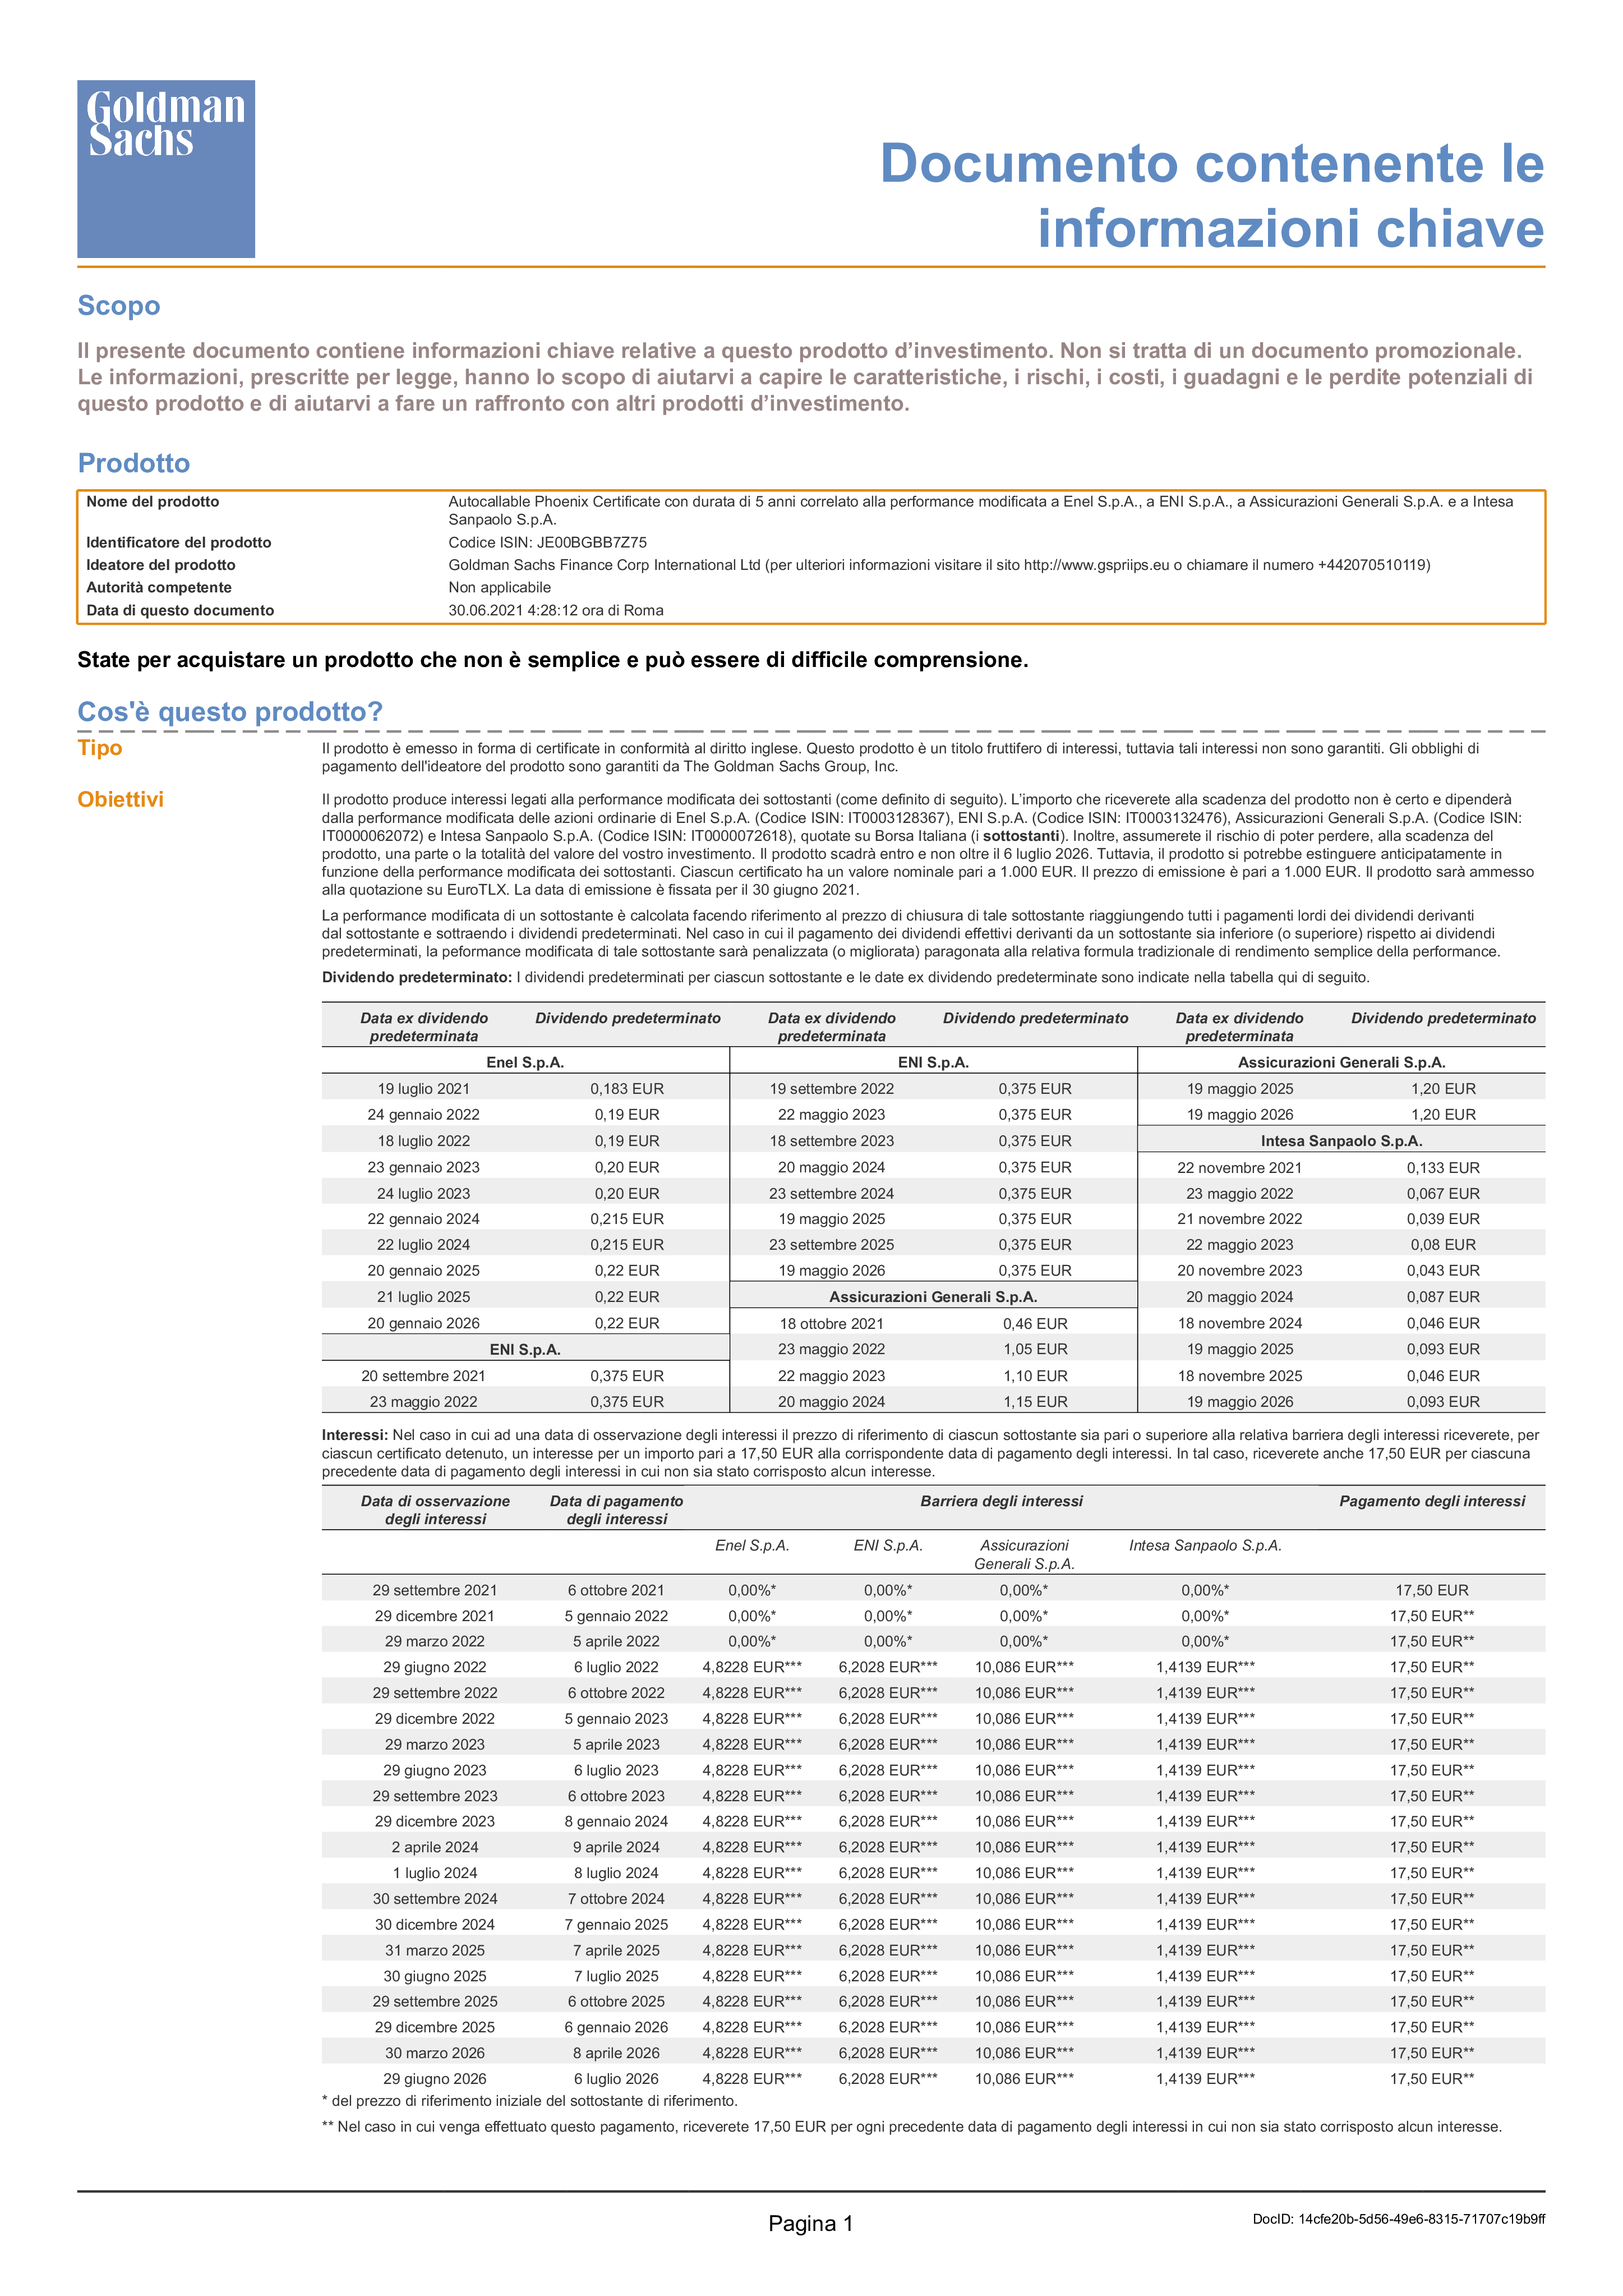 Goldman
Sachs
Documento contenente le
informazioni chiave
Scopo
Il presente documento contiene informazioni chiave relative a questo prodotto d’investimento. Non si tratta di un documento promozionale.
Le informazioni, prescritte per legge, hanno lo scopo di aiutarvi a capire le caratteristiche, i rischi, i costi, i guadagni e le perdite potenziali di
questo prodotto e di aiutarvi a fare un raffronto con altri prodotti d’investimento.
Prodotto
Nome del prodotto Autocallable Phoenix Certificate con durata di 5 anni correlato alla performance modificata a Enel S.p.A., a ENI S.p.A., a Assicurazioni Generali S.p.A. e a Intesa
Sanpaolo S.p.A.
Identificatore del prodotto Codice ISIN: JE00BGBB7Z75
Ideatore del prodotto Goldman Sachs Finance Corp International Ltd (per ulteriori informazioni visitare il sito http://www.gspriips.eu o chiamare il numero +442070510119)
Autorità competente Non applicabile
Data di questo documento 30.06.2021 4:28:12 ora di Roma
State per acquistare un prodotto che non è semplice e può essere di difficile comprensione.
Cos'è questo prodotto?
Tipo
Il prodotto è emesso in forma di certificate in conformità al diritto inglese. Questo prodotto è un titolo fruttifero di interessi, tuttavia tali interessi non sono garantiti. Gli obblighi di
pagamento dell'ideatore del prodotto sono garantiti da The Goldman Sachs Group, Inc.
Obiettivi
Il prodotto produce interessi legati alla performance modificata dei sottostanti (come definito di seguito). L’importo che riceverete alla scadenza del prodotto non è certo e dipenderà
dalla performance modificata delle azioni ordinarie di Enel S.p.A. (Codice ISIN: IT0003128367), ENI S.p.A. (Codice ISIN: IT0003132476), Assicurazioni Generali S.p.A. (Codice ISIN:
IT0000062072) e Intesa Sanpaolo S.p.A. (Codice ISIN: IT0000072618), quotate su Borsa Italiana (i sottostanti). Inoltre, assumerete il rischio di poter perdere, alla scadenza del
prodotto, una parte o la totalità del valore del vostro investimento. Il prodotto scadrà entro e non oltre il 6 luglio 2026. Tuttavia, il prodotto si potrebbe estinguere anticipatamente in
funzione della performance modificata dei sottostanti. Ciascun certificato ha un valore nominale pari a 1.000 EUR. Il prezzo di emissione è pari a 1.000 EUR. Il prodotto sarà ammesso
alla quotazione su EuroTLX. La data di emissione è fissata per il 30 giugno 2021.
La performance modificata di un sottostante è calcolata facendo riferimento al prezzo di chiusura di tale sottostante riaggiungendo tutti i pagamenti lordi dei dividendi derivanti
dal sottostante e sottraendo i dividendi predeterminati. Nel caso in cui il pagamento dei dividendi effettivi derivanti da un sottostante sia inferiore (o superiore) rispetto ai dividendi
predeterminati, la peformance modificata di tale sottostante sarà penalizzata (o migliorata) paragonata alla relativa formula tradizionale di rendimento semplice della performance.
Dividendo predeterminato: I dividendi predeterminati per ciascun sottostante e le date ex dividendo predeterminate sono indicate nella tabella qui di seguito.
Data ex dividendo Dividendo predeterminato Data ex dividendo Dividendo predeterminato Data ex dividendo Dividendo predeterminato
predeterminata predeterminata predeterminata
Enel S.p.A. ENI S.p.A. Assicurazioni Generali S.p.A.
19 luglio 2021 0,183 EUR 19 settembre 2022 0,375 EUR 19 maggio 2025 1,20 EUR
24 gennaio 2022 0,19 EUR 22 maggio 2023 0,375 EUR 19 maggio 2026 1,20 EUR
18 luglio 2022 0,19 EUR 18 settembre 2023 0,375 EUR Intesa Sanpaolo S.p.A.
23 gennaio 2023 0,20 EUR 20 maggio 2024 0,375 EUR 22 novembre 2021 0,133 EUR
24 luglio 2023 0,20 EUR 23 settembre 2024 0,375 EUR 23 maggio 2022 0,067 EUR
22 gennaio 2024 0,215 EUR 19 maggio 2025 0,375 EUR 21 novembre 2022 0,039 EUR
22 luglio 2024 0,215 EUR 23 settembre 2025 0,375 EUR 22 maggio 2023 0,08 EUR
20 gennaio 2025 0,22 EUR 19 maggio 2026 0,375 EUR 20 novembre 2023 0,043 EUR
21 luglio 2025 0,22 EUR Assicurazioni Generali S.p.A. 20 maggio 2024 0,087 EUR
20 gennaio 2026 0,22 EUR 18 ottobre 2021 0,46 EUR 18 novembre 2024 0,046 EUR
ENI S.p.A. 23 maggio 2022 1,05 EUR 19 maggio 2025 0,093 EUR
20 settembre 2021 0,375 EUR 22 maggio 2023 1,10 EUR 18 novembre 2025 0,046 EUR
23 maggio 2022 0,375 EUR 20 maggio 2024 1,15 EUR 19 maggio 2026 0,093 EUR
Interessi: Nel caso in cui ad una data di osservazione degli interessi il prezzo di riferimento di ciascun sottostante sia pari o superiore alla relativa barriera degli interessi riceverete, per
ciascun certificato detenuto, un interesse per un importo pari a 17,50 EUR alla corrispondente data di pagamento degli interessi. In tal caso, riceverete anche 17,50 EUR per ciascuna
precedente data di pagamento degli interessi in cui non sia stato corrisposto alcun interesse.
Data di osservazione Data di pagamento Barriera degli interessi Pagamento degli interessi
degli interessi degli interessi
Enel S.p.A. ENI S.p.A. Assicurazioni Intesa Sanpaolo S.p.A.
Generali S.p.A.
29 settembre 2021 6 ottobre 2021 0,00%* 0,00%* 0,00%* 0,00%* 17,50 EUR
29 dicembre 2021 5 gennaio 2022 0,00%* 0,00%* 0,00%* 0,00%* 17,50 EUR**
29 marzo 2022 5 aprile 2022 0,00%* 0,00%* 0,00%* 0,00%* 17,50 EUR**
29 giugno 2022 6 luglio 2022 4,8228 EUR*** 6,2028 EUR*** 10,086 EUR*** 1,4139 EUR*** 17,50 EUR**
29 settembre 2022 6 ottobre 2022 4,8228 EUR*** 6,2028 EUR*** 10,086 EUR*** 1,4139 EUR*** 17,50 EUR**
29 dicembre 2022 5 gennaio 2023 4,8228 EUR*** 6,2028 EUR*** 10,086 EUR*** 1,4139 EUR*** 17,50 EUR**
29 marzo 2023 5 aprile 2023 4,8228 EUR*** 6,2028 EUR*** 10,086 EUR*** 1,4139 EUR*** 17,50 EUR**
29 giugno 2023 6 luglio 2023 4,8228 EUR*** 6,2028 EUR*** 10,086 EUR*** 1,4139 EUR*** 17,50 EUR**
29 settembre 2023 6 ottobre 2023 4,8228 EUR*** 6,2028 EUR*** 10,086 EUR*** 1,4139 EUR*** 17,50 EUR**
29 dicembre 2023 8 gennaio 2024 4,8228 EUR*** 6,2028 EUR*** 10,086 EUR*** 1,4139 EUR*** 17,50 EUR**
2 aprile 2024 9 aprile 2024 4,8228 EUR*** 6,2028 EUR*** 10,086 EUR*** 1,4139 EUR*** 17,50 EUR**
1 luglio 2024 8 luglio 2024 4,8228 EUR*** 6,2028 EUR*** 10,086 EUR*** 1,4139 EUR*** 17,50 EUR**
30 settembre 2024 7 ottobre 2024 4,8228 EUR*** 6,2028 EUR*** 10,086 EUR*** 1,4139 EUR*** 17,50 EUR**
30 dicembre 2024 7 gennaio 2025 4,8228 EUR*** 6,2028 EUR*** 10,086 EUR*** 1,4139 EUR*** 17,50 EUR**
31 marzo 2025 7 aprile 2025 4,8228 EUR*** 6,2028 EUR*** 10,086 EUR*** 1,4139 EUR*** 17,50 EUR**
30 giugno 2025 7 luglio 2025 4,8228 EUR*** 6,2028 EUR*** 10,086 EUR*** 1,4139 EUR*** 17,50 EUR**
29 settembre 2025 6 ottobre 2025 4,8228 EUR*** 6,2028 EUR*** 10,086 EUR*** 1,4139 EUR*** 17,50 EUR**
29 dicembre 2025 6 gennaio 2026 4,8228 EUR*** 6,2028 EUR*** 10,086 EUR*** 1,4139 EUR*** 17,50 EUR**
30 marzo 2026 8 aprile 2026 4,8228 EUR*** 6,2028 EUR*** 10,086 EUR*** 1,4139 EUR*** 17,50 EUR**
29 giugno 2026 6 luglio 2026 4,8228 EUR*** 6,2028 EUR*** 10,086 EUR*** 1,4139 EUR*** 17,50 EUR**
* del prezzo di riferimento iniziale del sottostante di riferimento.
** Nel caso in cui venga effettuato questo pagamento, riceverete 17,50 EUR per ogni precedente data di pagamento degli interessi in cui non sia stato corrisposto alcun interesse.
Pagina 1
DocID: 14cfe20b-5d56-49e6-8315-71707c19b9ff